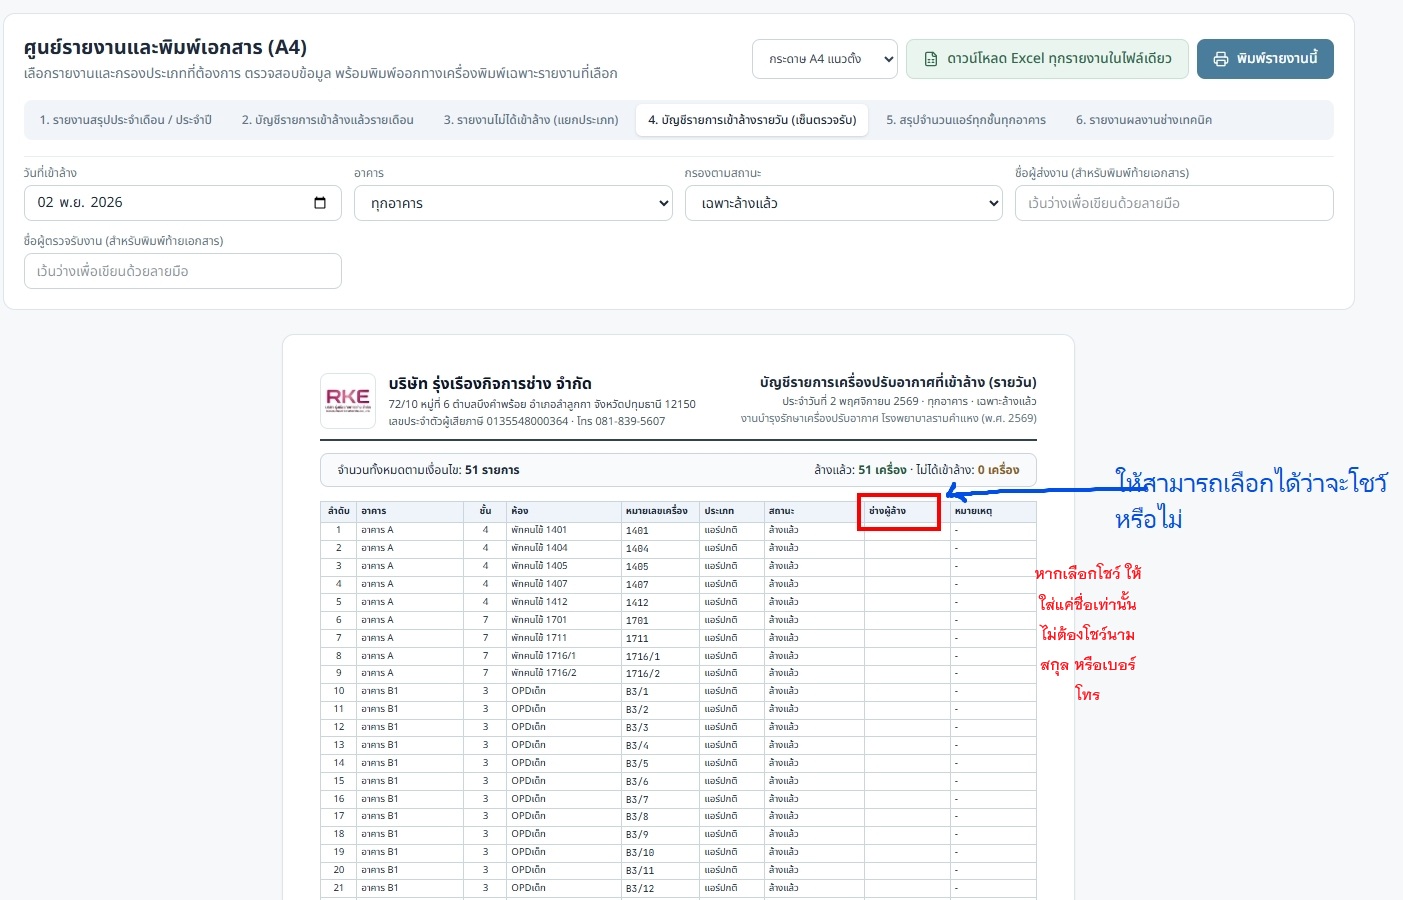 ศูนย์รายงานและพิมพ์เอกสาร (A4)
เลือกรายงานและกรองประเภทที่ต้องการ ตรวจสอบข้อมูล พร้อมพิมพ์ออกทางเครื่องพิมพ์เฉพาะรายงานที่เลือก
กระดาษ A4 แนวตั้ง
ดาวน์โหลด Excel ทุกรายงานในไฟล์เดียว
พิมพ์รายงานนี้
1. รายงานสรุปประจำเดือน / ประจำปี
2. บัญชีรายการเข้าล้างแล้วรายเดือน
3. รายงานไม่ได้เข้าล้าง (แยกประเภท)
4. บัญชีรายการเข้าล้างรายวัน (เซ็นตรวจรับ)
5. สรุปจำนวนแอร์ทุกชั้นทุกอาคาร
6. รายงานผลงานช่างเทคนิค
วันที่เข้าล้าง
02 พ.ย. 2026
อาคาร
ทุกอาคาร
กรองตามสถานะ
เฉพาะล้างแล้ว
ชื่อผู้ส่งงาน (สำหรับพิมพ์ท้ายเอกสาร)
เว้นว่างเพื่อเขียนด้วยลายมือ
ชื่อผู้ตรวจรับงาน (สำหรับพิมพ์ท้ายเอกสาร)
เว้นว่างเพื่อเขียนด้วยลายมือ
RKE
บริษัท รุ่งเรืองกิจการช่าง จำกัด
72/10 หมู่ที่ 6 ตำบลบึงคำพร้อย อำเภอลำลูกกา จังหวัดปทุมธานี 12150
เลขประจำตัวผู้เสียภาษี 0135548000364 · โทร 081-839-5607
บัญชีรายการเครื่องปรับอากาศที่เข้าล้าง (รายวัน)
ประจำวันที่ 2 พฤศจิกายน 2569 · ทุกอาคาร · เฉพาะล้างแล้ว
งานบำรุงรักษาเครื่องปรับอากาศ โรงพยาบาลรามคำแหง (พ.ศ. 2569)
จำนวนทั้งหมดตามเงื่อนไข: 51 รายการ
ล้างแล้ว: 51 เครื่อง · ไม่ได้เข้าล้าง: 0 เครื่อง
ลำดับ อาคาร ชั้น ห้อง หมายเลขเครื่อง ประเภท สถานะ ช่างผู้ล้าง หมายเหตุ
1 อาคาร A 4 พักคนไข้ 1401 1401 แอร์ปกติ ล้างแล้ว -
2 อาคาร A 4 พักคนไข้ 1404 1404 แอร์ปกติ ล้างแล้ว -
3 อาคาร A 4 พักคนไข้ 1405 1405 แอร์ปกติ ล้างแล้ว -
4 อาคาร A 4 พักคนไข้ 1407 1407 แอร์ปกติ ล้างแล้ว -
5 อาคาร A 4 พักคนไข้ 1412 1412 แอร์ปกติ ล้างแล้ว -
6 อาคาร A 7 พักคนไข้ 1701 1701 แอร์ปกติ ล้างแล้ว -
7 อาคาร A 7 พักคนไข้ 1711 1711 แอร์ปกติ ล้างแล้ว -
8 อาคาร A 7 พักคนไข้ 1716/1 1716/1 แอร์ปกติ ล้างแล้ว -
9 อาคาร A 7 พักคนไข้ 1716/2 1716/2 แอร์ปกติ ล้างแล้ว -
10 อาคาร B1 3 OPDเด็ก B3/1 แอร์ปกติ ล้างแล้ว -
11 อาคาร B1 3 OPDเด็ก B3/2 แอร์ปกติ ล้างแล้ว -
12 อาคาร B1 3 OPDเด็ก B3/3 แอร์ปกติ ล้างแล้ว -
13 อาคาร B1 3 OPDเด็ก B3/4 แอร์ปกติ ล้างแล้ว -
14 อาคาร B1 3 OPDเด็ก B3/5 แอร์ปกติ ล้างแล้ว -
15 อาคาร B1 3 OPDเด็ก B3/6 แอร์ปกติ ล้างแล้ว -
16 อาคาร B1 3 OPDเด็ก B3/7 แอร์ปกติ ล้างแล้ว -
17 อาคาร B1 3 OPDเด็ก B3/8 แอร์ปกติ ล้างแล้ว -
18 อาคาร B1 3 OPDเด็ก B3/9 แอร์ปกติ ล้างแล้ว -
19 อาคาร B1 3 OPDเด็ก B3/10 แอร์ปกติ ล้างแล้ว -
20 อาคาร B1 3 OPDเด็ก B3/11 แอร์ปกติ ล้างแล้ว -
21 อาคาร B1 3 OPDเด็ก B3/12 แอร์ปกติ ล้างแล้ว -
ให้สามารถเลือกได้ว่าจะโชว์
หรือไม่
หากเลือกโชว์ ให้
ใส่แค่ชื่อเท่านั้น
ไม่ต้องโชว์นาม
สกุล หรือเบอร์
โทร